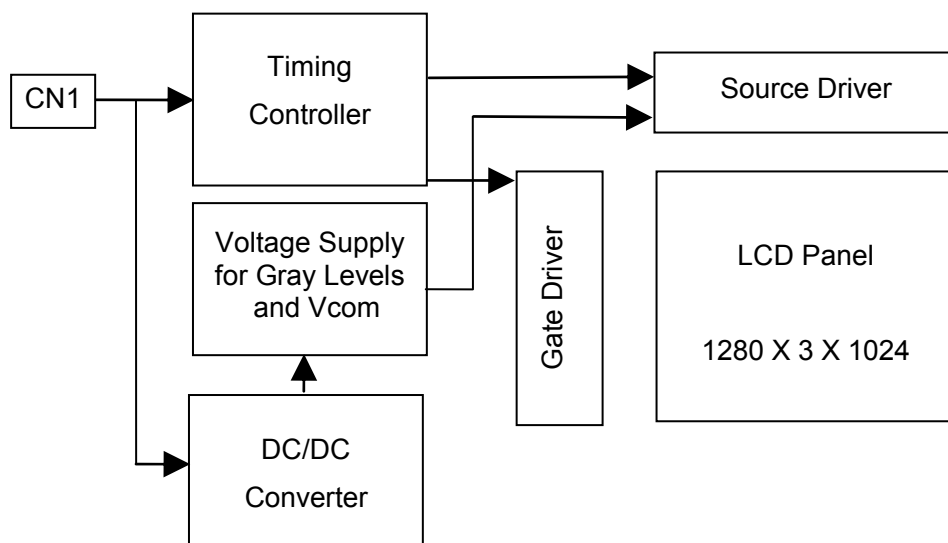 CN1
Timing
Controller
Source Driver
Voltage Supply
for Gray Levels
and Vcom
Gate Driver
LCD Panel
1280 X 3 X 1024
DC/DC
Converter